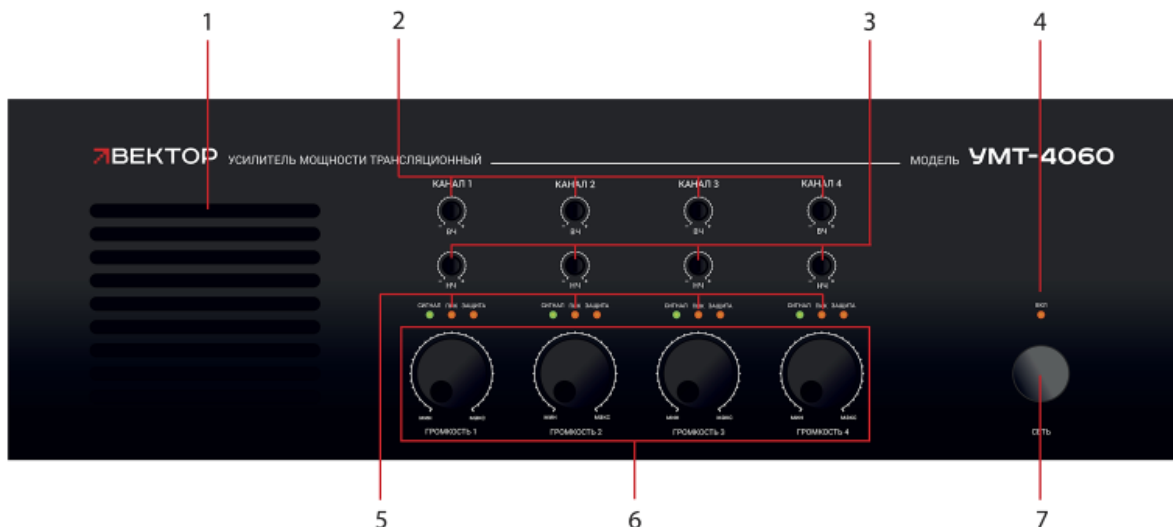 1 2 3 4
ВЕКТОР УСИЛИТЕЛЬ МОЩНОСТИ ТРАНСЛЯЦИОННЫЙ МОДЕЛЬ УМТ-4060
КАНАЛ 1 КАНАЛ 2 КАНАЛ 3 КАНАЛ 4
- ВЧ + - ВЧ + - ВЧ + - ВЧ +
- НЧ + - НЧ + - НЧ + - НЧ +
СИГНАЛ ПИК ЗАЩИТА СИГНАЛ ПИК ЗАЩИТА СИГНАЛ ПИК ЗАЩИТА СИГНАЛ ПИК ЗАЩИТА ВКЛ
МИН МАКС МИН МАКС МИН МАКС МИН МАКС
ГРОМКОСТЬ 1 ГРОМКОСТЬ 2 ГРОМКОСТЬ 3 ГРОМКОСТЬ 4 СЕТЬ
5 6 7